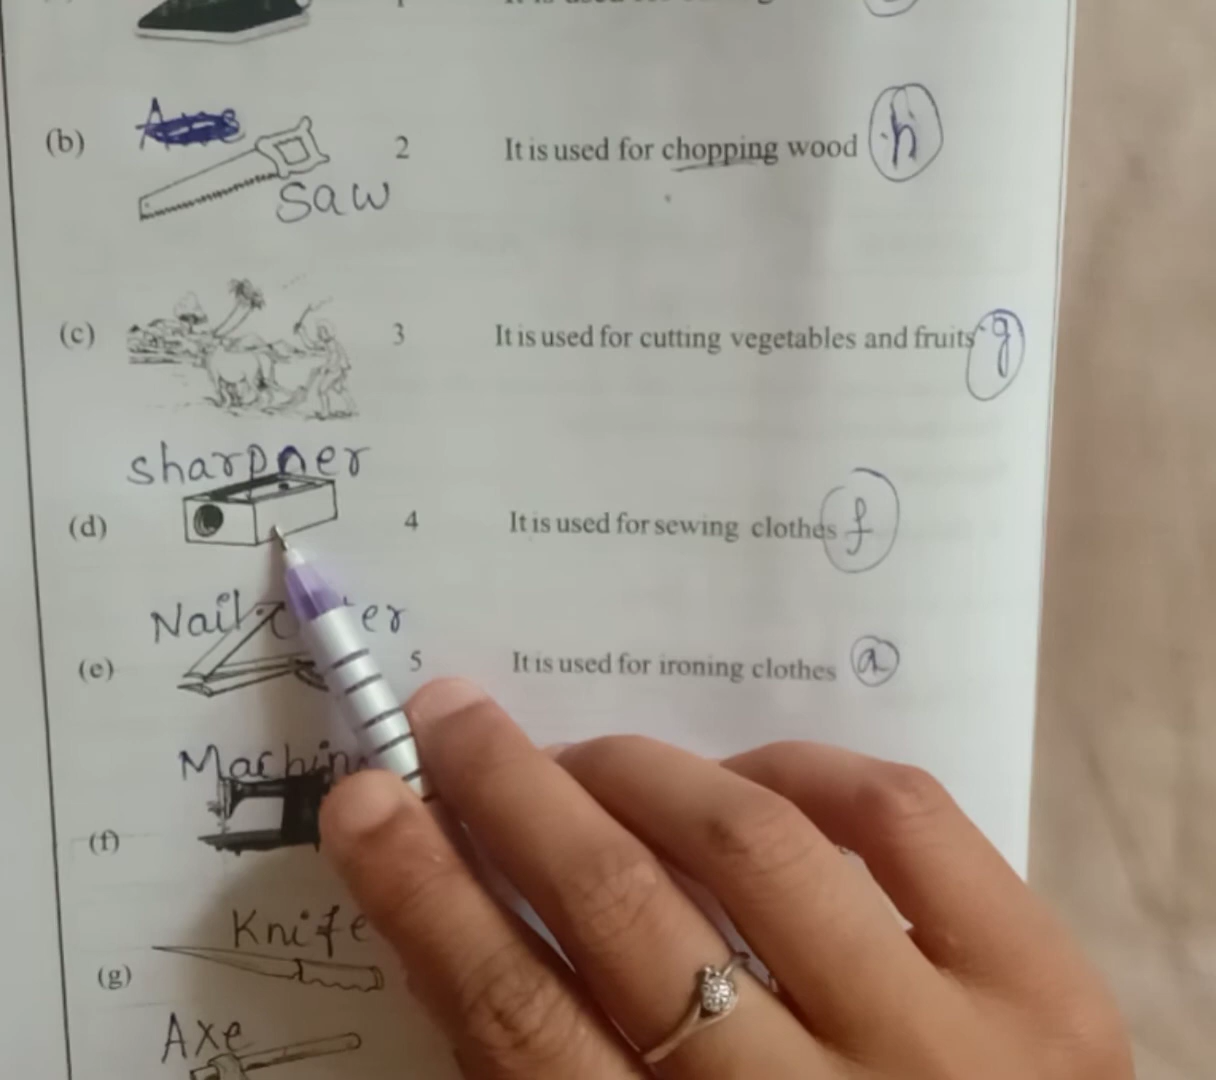 (b) 2 It is used for chopping wood h
saw
(c) 3 It is used for cutting vegetables and fruits g
sharpner
(d) 4 It is used for sewing clothes f
Nail
(e) 5 It is used for ironing clothes a
(f)
Knife
(g)
Axe